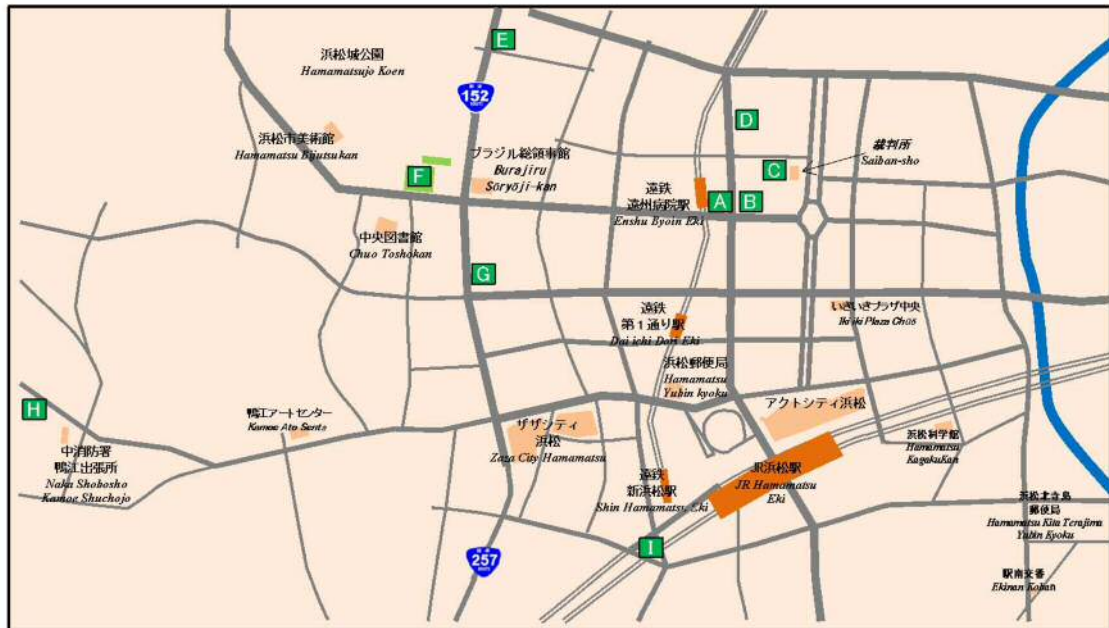 E
浜松城公園
Hamamatsujo Koen
152
D
浜松市美術館
Hamamatsu Bijutsukan
ブラジル総領事館
Burajiru
Sōryōji-kan
裁判所
Saiban-sho
C
F
遠鉄
遠州病院駅
Enshu Byoin Eki
A
B
中央図書館
Chuo Toshokan
G
遠鉄
第1通り駅
Dai ichi Dori Eki
いきいきプラザ中央
Iki iki Plaza Chūō
浜松郵便局
Hamamatsu
Yubin kyoku
H
鴨江アートセンター
Kamoe Ato Senta
ザザシティ
浜松
Zaza City Hamamatsu
アクトシティ浜松
中消防署
鴨江出張所
Naka Shobosho
Kamoe Shuchojo
浜松科学館
Hamamatsu
KagakuKan
遠鉄
新浜松駅
Shin Hamamatsu Eki
JR浜松駅
JR Hamamatsu
Eki
浜松北寺島
郵便局
Hamamatsu Kita Terajima
Yubin Kyoku
I
257
駅南交番
Ekinan Koban